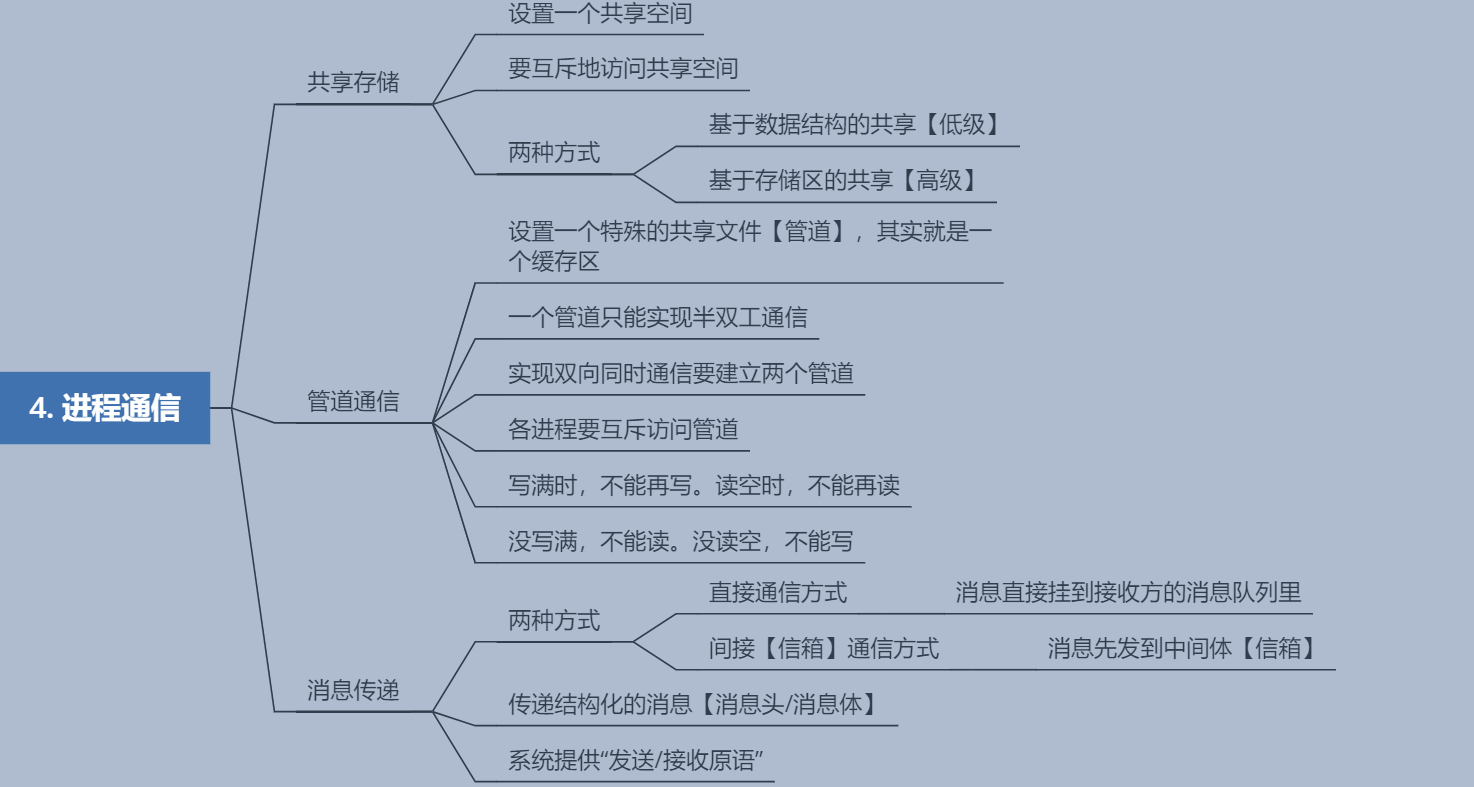 4. 进程通信
共享存储
设置一个共享空间
要互斥地访问共享空间
两种方式
基于数据结构的共享【低级】
基于存储区的共享【高级】
管道通信
设置一个特殊的共享文件【管道】，其实就是一
个缓存区
一个管道只能实现半双工通信
实现双向同时通信要建立两个管道
各进程要互斥访问管道
写满时，不能再写。读空时，不能再读
没写满，不能读。没读空，不能写
消息传递
两种方式
直接通信方式
消息直接挂到接收方的消息队列里
间接【信箱】通信方式
消息先发到中间体【信箱】
传递结构化的消息【消息头/消息体】
系统提供“发送/接收原语”